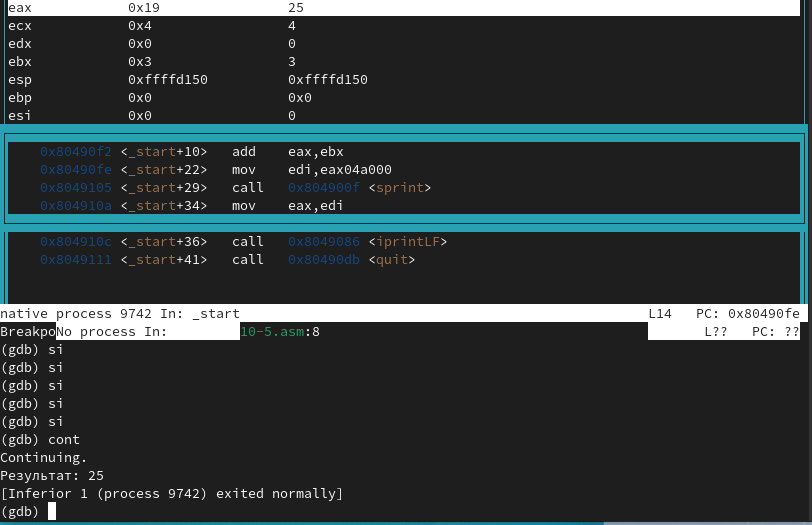 eax 0x19 25
ecx 0x4 4
edx 0x0 0
ebx 0x3 3
esp 0xffffd150 0xffffd150
ebp 0x0 0x0
esi 0x0 0
0x80490f2 <_start+10> add eax,ebx
0x80490fe <_start+22> mov edi,eax04a000
0x8049105 <_start+29> call 0x804900f <sprint>
0x804910a <_start+34> mov eax,edi
0x804910c <_start+36> call 0x8049086 <iprintLF>
0x8049111 <_start+41> call 0x80490db <quit>
native process 9742 In: _start L14 PC: 0x80490fe
BreakpoNo process In: 10-5.asm:8 L?? PC: ??
(gdb) si
(gdb) si
(gdb) si
(gdb) si
(gdb) si
(gdb) cont
Continuing.
Результат: 25
[Inferior 1 (process 9742) exited normally]
(gdb)